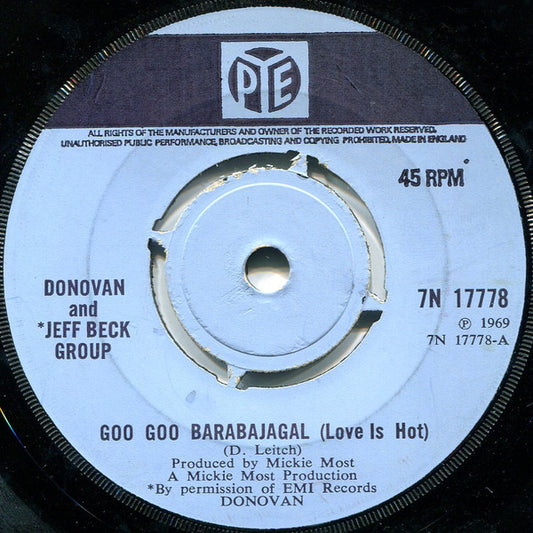 PYE
ALL RIGHTS OF THE MANUFACTURERS AND OWNER OF THE RECORDED WORK RESERVED.
UNAUTHORISED PUBLIC PERFORMANCE, BROADCASTING AND COPYING PROHIBITED. MADE IN ENGLAND
45 RPM
DONOVAN
and
*JEFF BECK
GROUP
7N 17778
℗ 1969
7N 17778-A
GOO GOO BARABAJAGAL (Love Is Hot)
(D. Leitch)
Produced by Mickie Most
A Mickie Most Production
*By permission of EMI Records
DONOVAN